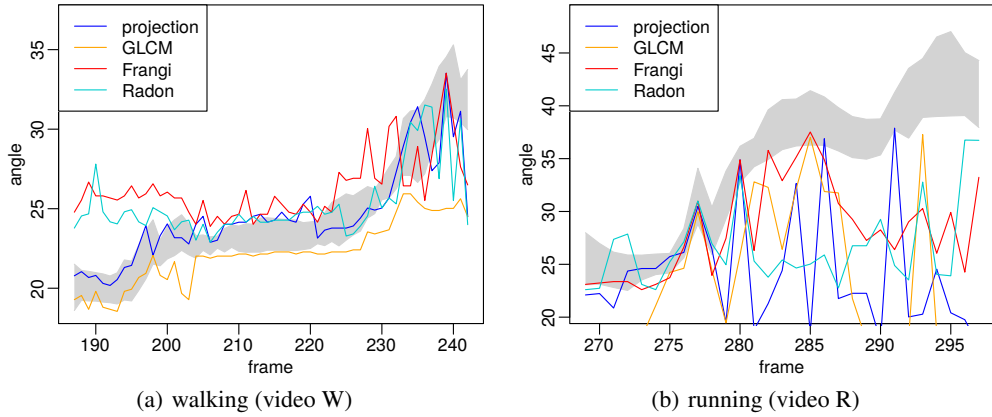 projection
GLCM
Frangi
Radon
angle
20 25 30 35
190 200 210 220 230 240
frame
(a) walking (video W)
projection
GLCM
Frangi
Radon
angle
20 25 30 35 40 45
270 275 280 285 290 295
frame
(b) running (video R)